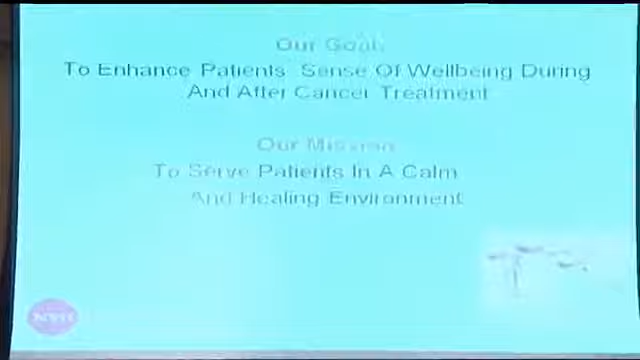 Our Goal:
To Enhance Patients Sense Of Wellbeing During
And After Cancer Treatment
Our Mission
To Serve Patients In A Calm
And Healing Environment